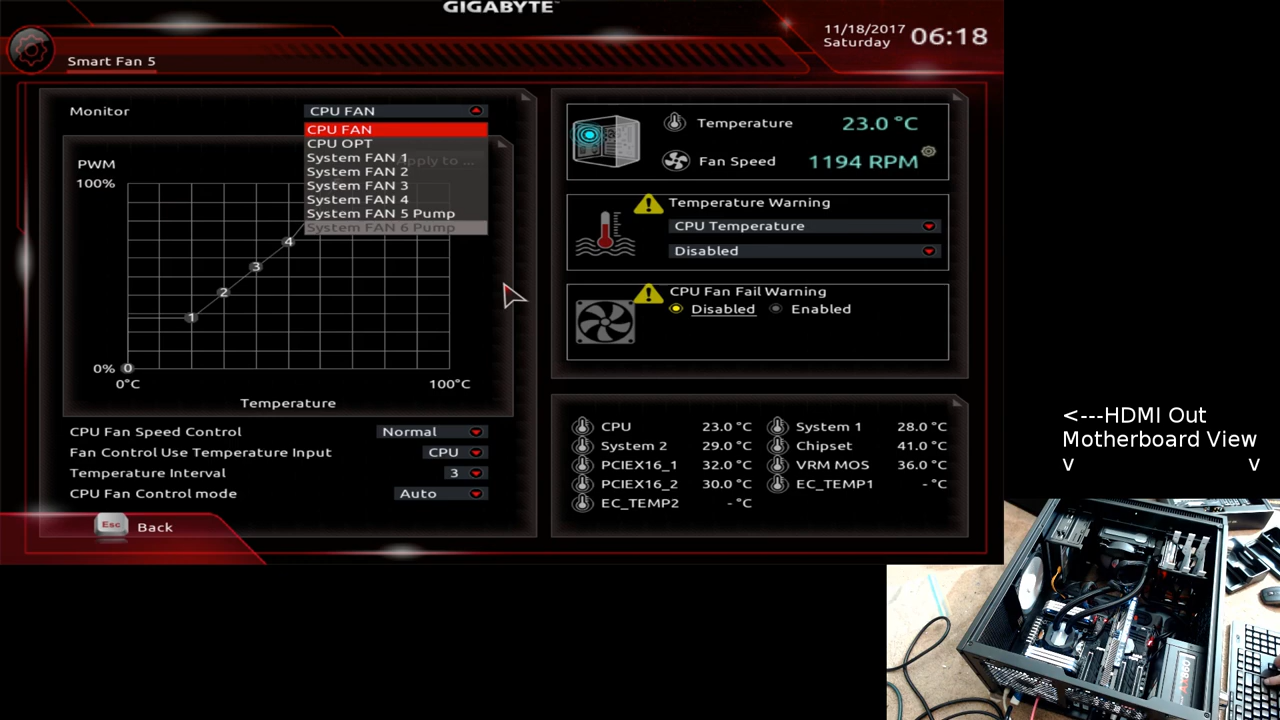 GIGABYTE™
11/18/2017
Saturday
06:18
Smart Fan 5
Monitor
CPU FAN
CPU FAN
CPU OPT
System FAN 1
System FAN 2
System FAN 3
System FAN 4
System FAN 5 Pump
System FAN 6 Pump
pply to ...
PWM
100%
4
3
2
1
0%
0
0°C
100°C
Temperature
CPU Fan Speed Control
Normal
Fan Control Use Temperature Input
CPU
Temperature Interval
3
CPU Fan Control mode
Auto
Esc
Back
Temperature
23.0 °C
Fan Speed
1194 RPM
Temperature Warning
CPU Temperature
Disabled
CPU Fan Fail Warning
Disabled
Enabled
CPU 23.0 °C
System 1 28.0 °C
System 2 29.0 °C
Chipset 41.0 °C
PCIEX16_1 32.0 °C
VRM MOS 36.0 °C
PCIEX16_2 30.0 °C
EC_TEMP1 - °C
EC_TEMP2 - °C
<---HDMI Out
Motherboard View
v v